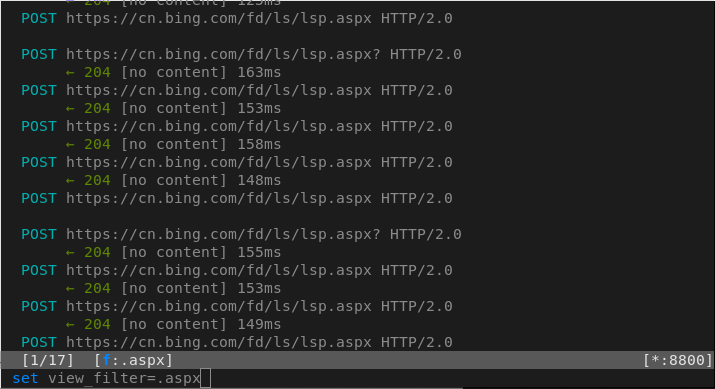 ← 204 [no content] 125ms
POST https://cn.bing.com/fd/ls/lsp.aspx HTTP/2.0
POST https://cn.bing.com/fd/ls/lsp.aspx? HTTP/2.0
← 204 [no content] 163ms
POST https://cn.bing.com/fd/ls/lsp.aspx HTTP/2.0
← 204 [no content] 153ms
POST https://cn.bing.com/fd/ls/lsp.aspx HTTP/2.0
← 204 [no content] 158ms
POST https://cn.bing.com/fd/ls/lsp.aspx HTTP/2.0
← 204 [no content] 148ms
POST https://cn.bing.com/fd/ls/lsp.aspx HTTP/2.0
POST https://cn.bing.com/fd/ls/lsp.aspx? HTTP/2.0
← 204 [no content] 155ms
POST https://cn.bing.com/fd/ls/lsp.aspx HTTP/2.0
← 204 [no content] 153ms
POST https://cn.bing.com/fd/ls/lsp.aspx HTTP/2.0
← 204 [no content] 149ms
POST https://cn.bing.com/fd/ls/lsp.aspx HTTP/2.0
[1/17] [f:.aspx] [*:8800]
set view_filter=.aspx